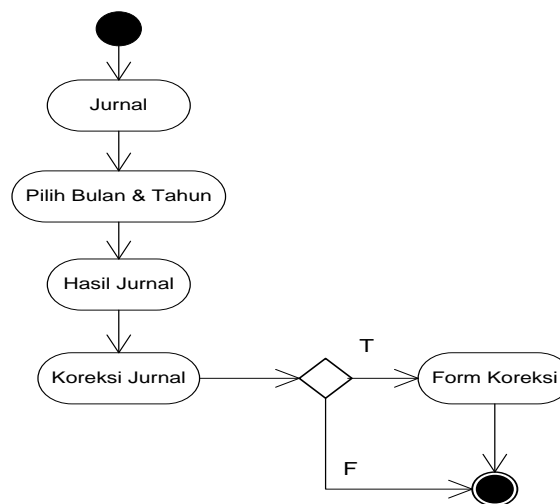 Jurnal
Pilih Bulan & Tahun
Hasil Jurnal
T
Koreksi Jurnal
Form Koreksi
F